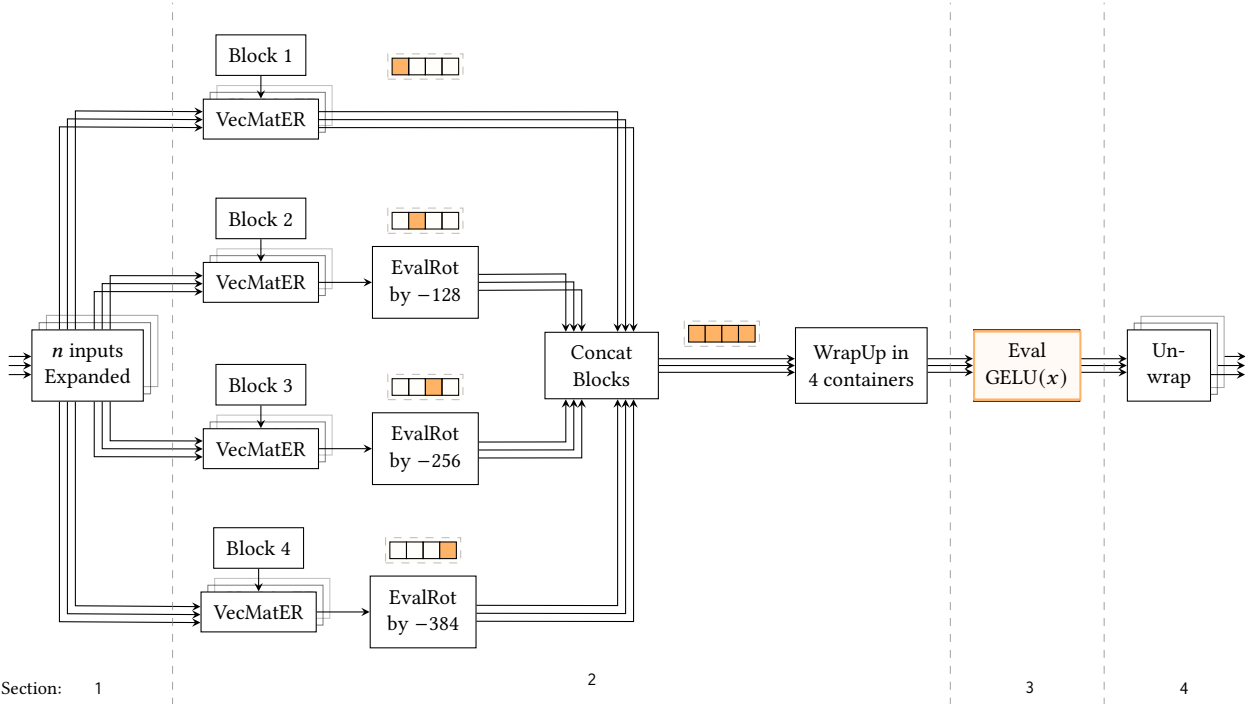 Block 1
VecMatER
Block 2
VecMatER
EvalRot
by −128
n inputs
Expanded
Concat
Blocks
WrapUp in
4 containers
Eval
GELU(x)
Un-
wrap
Block 3
VecMatER
EvalRot
by −256
Block 4
VecMatER
EvalRot
by −384
Section: 1 2 3 4